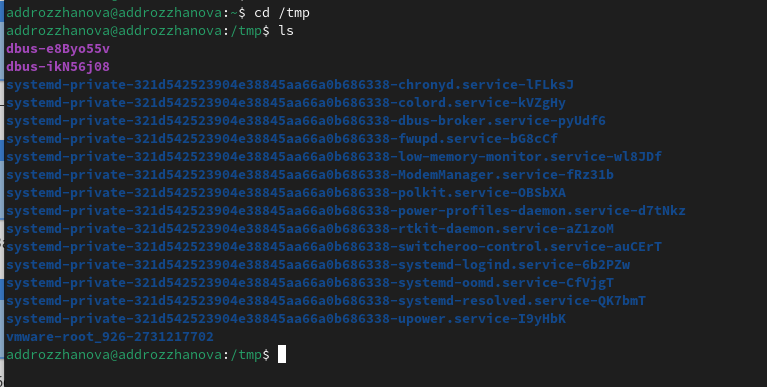 addrozzhanova@addrozzhanova:~$ cd /tmp
addrozzhanova@addrozzhanova:/tmp$ ls
dbus-e8Byo55v
dbus-ikN56j08
systemd-private-321d542523904e38845aa66a0b686338-chronyd.service-lFLksJ
systemd-private-321d542523904e38845aa66a0b686338-colord.service-kVZgHy
systemd-private-321d542523904e38845aa66a0b686338-dbus-broker.service-pyUdf6
systemd-private-321d542523904e38845aa66a0b686338-fwupd.service-bG8cCf
systemd-private-321d542523904e38845aa66a0b686338-low-memory-monitor.service-wl8JDf
systemd-private-321d542523904e38845aa66a0b686338-ModemManager.service-fRz31b
systemd-private-321d542523904e38845aa66a0b686338-polkit.service-OBSbXA
systemd-private-321d542523904e38845aa66a0b686338-power-profiles-daemon.service-d7tNkz
systemd-private-321d542523904e38845aa66a0b686338-rtkit-daemon.service-aZ1zoM
systemd-private-321d542523904e38845aa66a0b686338-switcheroo-control.service-auCErT
systemd-private-321d542523904e38845aa66a0b686338-systemd-logind.service-6b2PZw
systemd-private-321d542523904e38845aa66a0b686338-systemd-oomd.service-CfVjgT
systemd-private-321d542523904e38845aa66a0b686338-systemd-resolved.service-QK7bmT
systemd-private-321d542523904e38845aa66a0b686338-upower.service-I9yHbK
vmware-root_926-2731217702
addrozzhanova@addrozzhanova:/tmp$